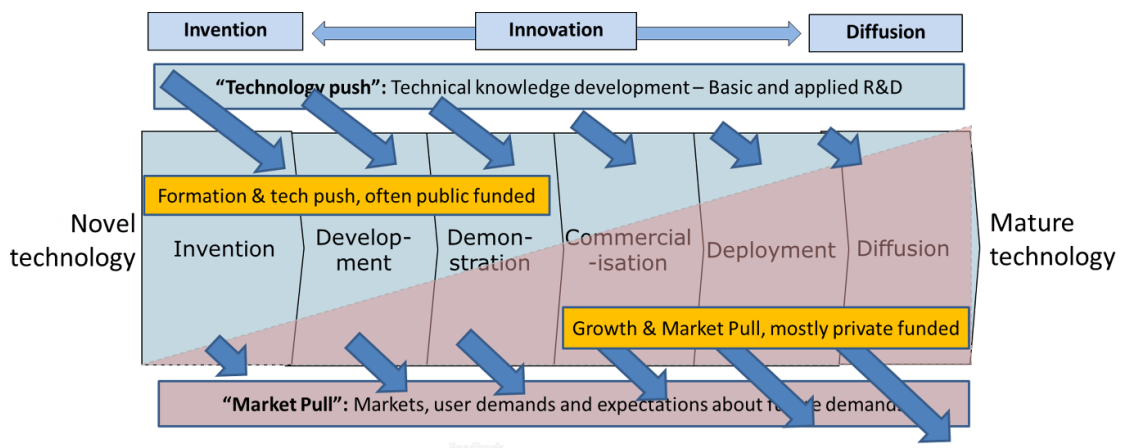 Invention
Innovation
Diffusion
“Technology push”: Technical knowledge development – Basic and applied R&D
Formation & tech push, often public funded
Novel
technology
Invention
Develop-
ment
Demon-
stration
Commercial
-isation
Deployment
Diffusion
Mature
technology
Growth & Market Pull, mostly private funded
“Market Pull”: Markets, user demands and expectations about demand